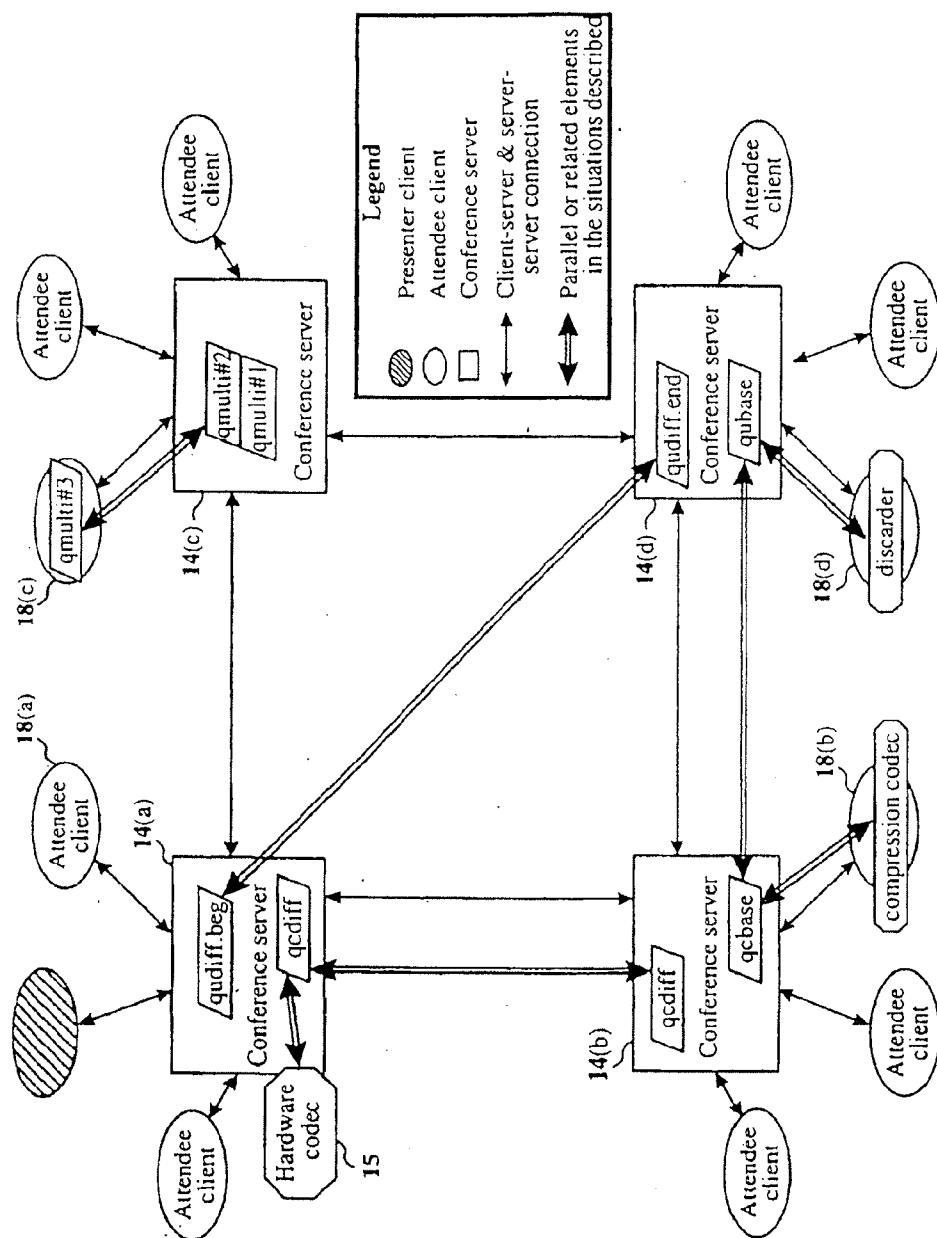 Attendee
client
Hardware
codec
15
14(a)
qudiff.beg
Conference server
qcdiff
Attendee
client
18(a)
18(c)
qmulti#3
Attendee
client
14(c)
qmulti#2
qmulti#1
Conference server
Attendee
client
Attendee
client
14(b)
qcdiff
Conference server
qcbase
Attendee
client
compression codec
18(b)
14(d)
qudiff.end
Conference server
qubase
discarder
18(d)
Attendee
client
Attendee
client
Legend
Presenter client
Attendee client
Conference server
Client-server & server-
server connection
Parallel or related elements
in the situations described